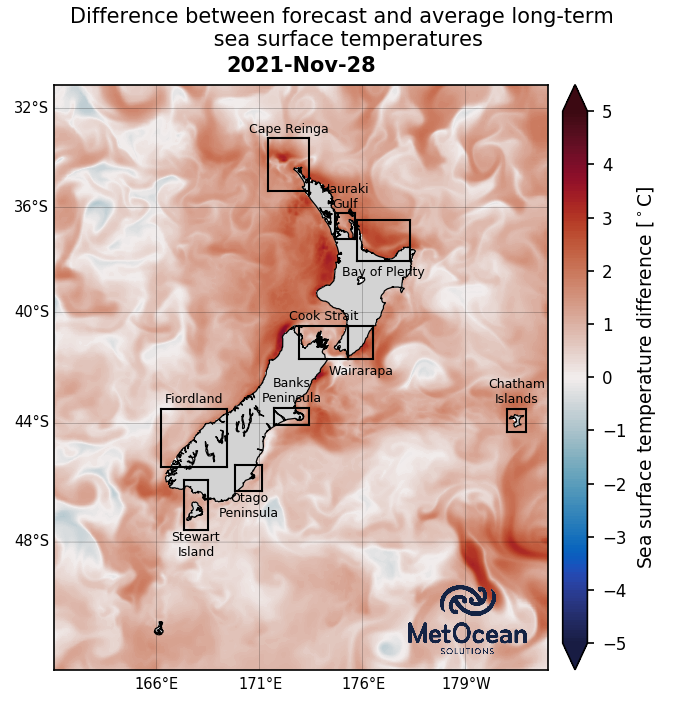 Difference between forecast and average long-term
sea surface temperatures
2021-Nov-28
32°S
36°S
40°S
44°S
48°S
166°E
171°E
176°E
179°W
Cape Reinga
Hauraki
Gulf
Bay of Plenty
Cook Strait
Wairarapa
Banks
Peninsula
Fiordland
Chatham
Islands
Otago
Peninsula
Stewart
Island
MetOcean
SOLUTIONS
5
4
3
2
1
0
−1
−2
−3
−4
−5
Sea surface temperature difference [°C]